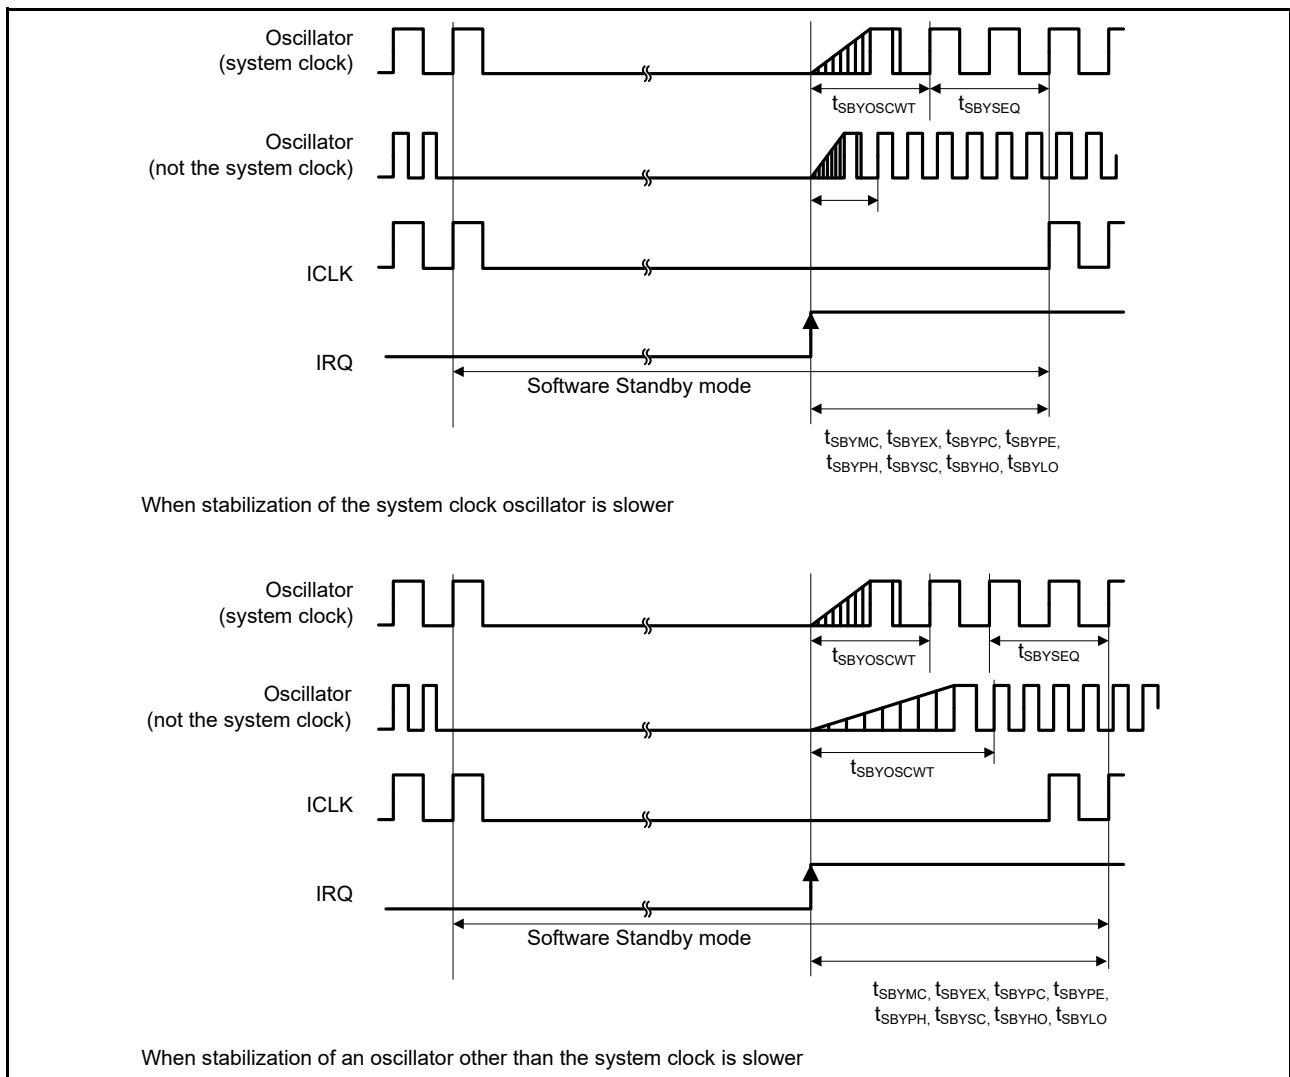 Oscillator
(system clock)
tSBYOSCWT
tSBYSEQ
Oscillator
(not the system clock)
ICLK
IRQ
Software Standby mode
tSBYMC, tSBYEX, tSBYPC, tSBYPE,
tSBYPH, tSBYSC, tSBYHO, tSBYLO
When stabilization of the system clock oscillator is slower
Oscillator
(system clock)
tSBYOSCWT
tSBYSEQ
Oscillator
(not the system clock)
tSBYOSCWT
ICLK
IRQ
Software Standby mode
tSBYMC, tSBYEX, tSBYPC, tSBYPE,
tSBYPH, tSBYSC, tSBYHO, tSBYLO
When stabilization of an oscillator other than the system clock is slower